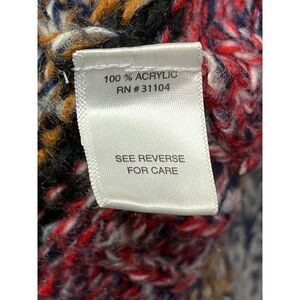 100 % ACRYLIC
RN # 31104
SEE REVERSE
FOR CARE